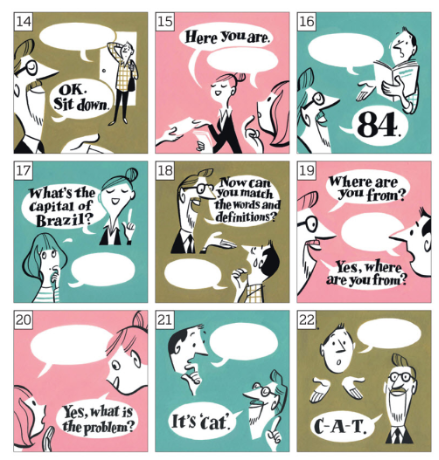 14
OK.
Sit down.
15
Here you are.
16
84.
17
What's the
capital of
Brazil?
18
Now can
you match
the words and
definitions?
19
Where are
you from?
Yes, where
are you from?
20
Yes, what is
the problem?
21
It's 'cat'.
22
C-A-T.